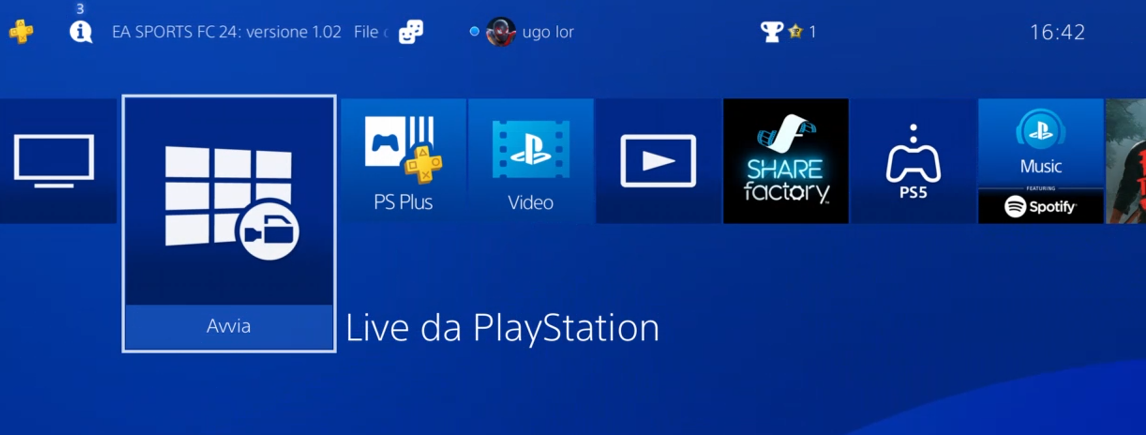 3
EA SPORTS FC 24: versione 1.02 File
ugo lor
1
16:42
PS Plus
Video
SHARE
factory
PS5
Music
FEATURING
Spotify
Avvia
Live da PlayStation